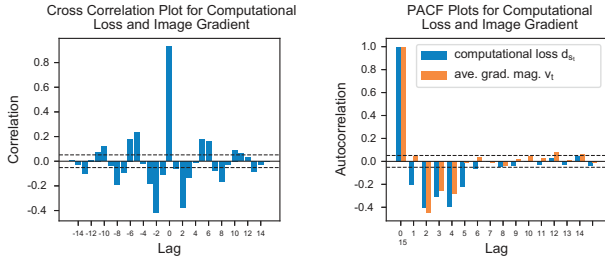 Cross Correlation Plot for Computational
Loss and Image Gradient
Correlation
0.8
0.6
0.4
0.2
0.0
-0.2
-0.4
-14 -12 -10 -8 -6 -4 -2 0 2 4 6 8 10 12 14
Lag
PACF Plots for Computational
Loss and Image Gradient
computational loss d_{s_t}
ave. grad. mag. v_t
Autocorrelation
1.0
0.8
0.6
0.4
0.2
0.0
-0.2
-0.4
0 1 2 3 4 5 6 7 8 9 10 11 12 13 14
15
Lag